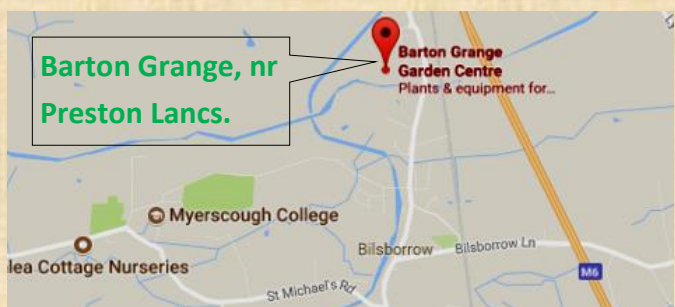 Barton Grange, nr
Preston Lancs.
Barton Grange
Garden Centre
Plants & equipment for...
Myerscough College
lea Cottage Nurseries
Bilsborrow
Bilsborrow Ln
M6
St Michael's Rd